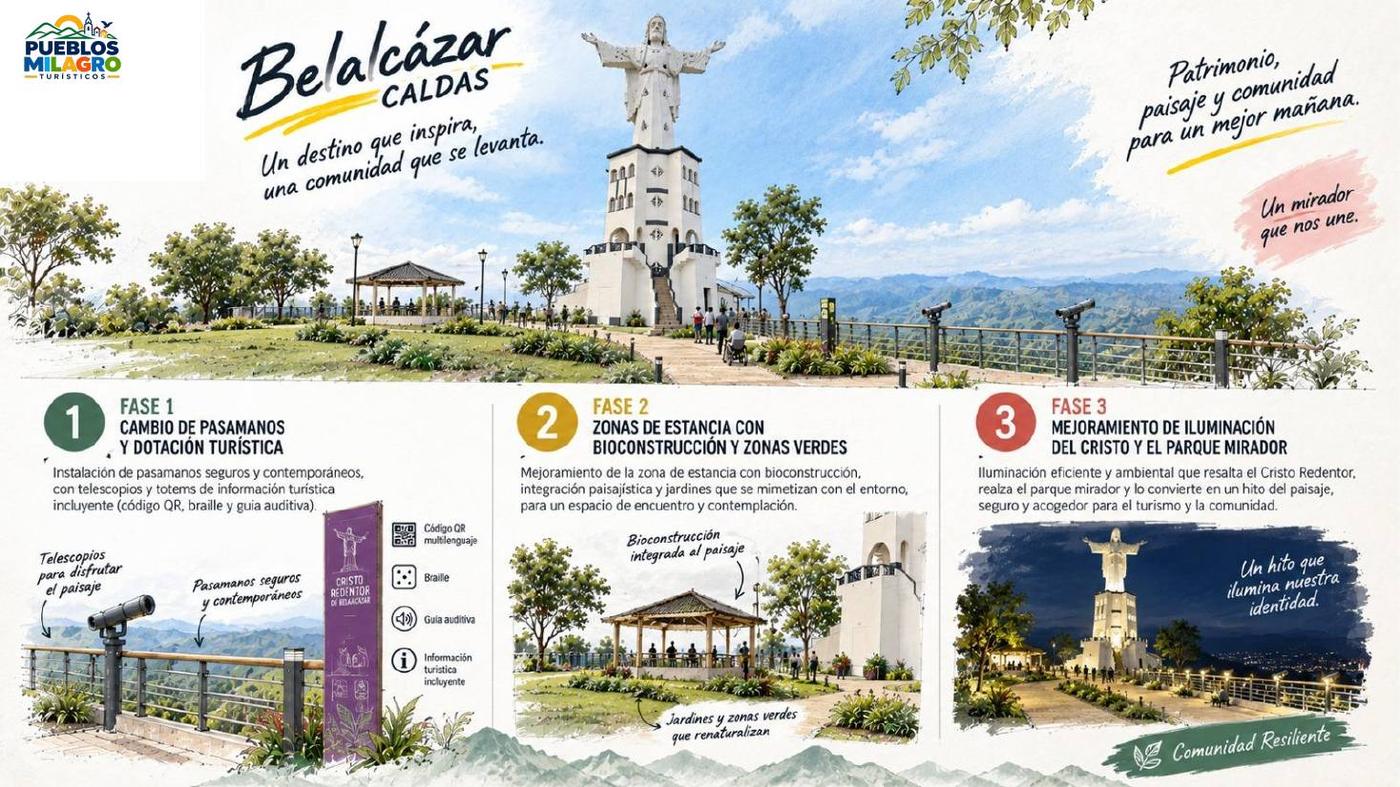 PUEBLOS
MILAGRO
TURÍSTICOS
Belalcázar
CALDAS
Un destino que inspira,
una comunidad que se levanta.
Patrimonio,
paisaje y comunidad
para un mejor mañana.
Un mirador
que nos une.
1
FASE 1
CAMBIO DE PASAMANOS
Y DOTACIÓN TURÍSTICA
Instalación de pasamanos seguros y contemporáneos,
con telescopios y totems de información turística
incluyente (código QR, braille y guia auditiva).
Telescopios
para disfrutar
el paisaje
Pasamanos seguros
y contemporáneos
CRISTO
REDENTOR
DE BELALCÁZAR
Código QR
multilenguaje
Braille
Guia auditiva
Información
turistica
incluyente
2
FASE 2
ZONAS DE ESTANCIA CON
BIOCONSTRUCCIÓN Y ZONAS VERDES
Mejoramiento de la zona de estancia con bioconstrucción,
integración paisajística y jardines que se mimetizan con el entorno,
para un espacio de encuentro y contemplación.
Bioconstrucción
integrada al paisaje
Jardines y zonas verdes
que renaturalizan
3
FASE 3
MEJORAMIENTO DE ILUMINACIÓN
DEL CRISTO Y EL PARQUE MIRADOR
Iluminación eficiente y ambiental que resalta el Cristo Redentor,
realza el parque mirador y lo convierte en un hito del paisaje,
seguro y acogedor para el turismo y la comunidad.
Un hito que
ilumina nuestra
identidad.
Comunidad Resiliente